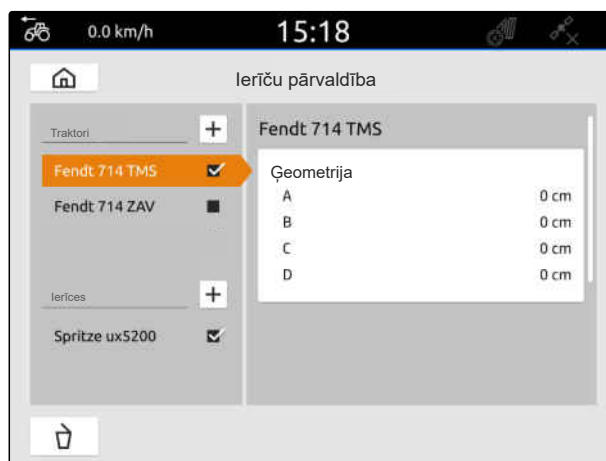 0.0 km/h 15:18
Ierīču pārvaldība
Traktori +
Fendt 714 TMS
Fendt 714 ZAV
Ierīces +
Spritze ux5200
Fendt 714 TMS
Ģeometrija
A 0 cm
B 0 cm
C 0 cm
D 0 cm